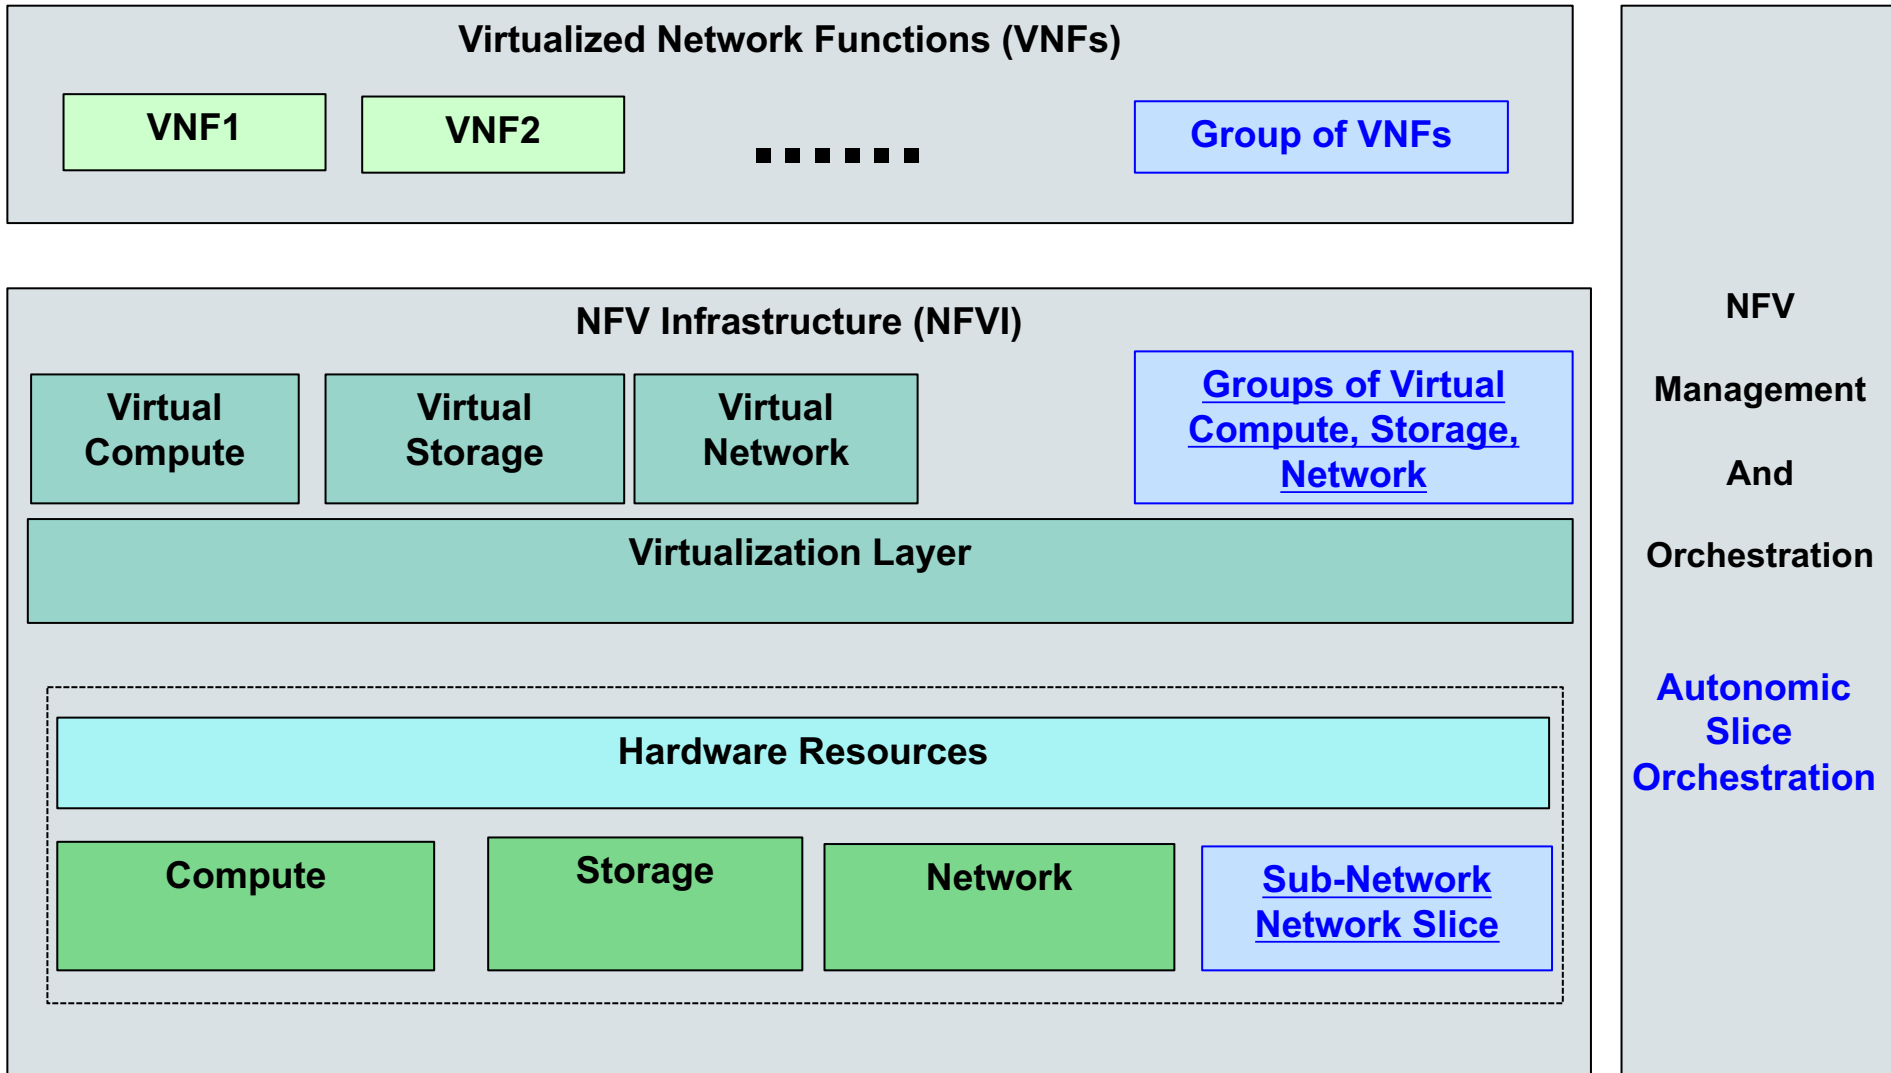 Virtualized Network Functions (VNFs)
VNF1
VNF2
......
Group of VNFs
NFV Infrastructure (NFVI)
Virtual
Compute
Virtual
Storage
Virtual
Network
Groups of Virtual
Compute, Storage,
Network
Virtualization Layer
Hardware Resources
Compute
Storage
Network
Sub-Network
Network Slice
NFV
Management
And
Orchestration
Autonomic
Slice
Orchestration